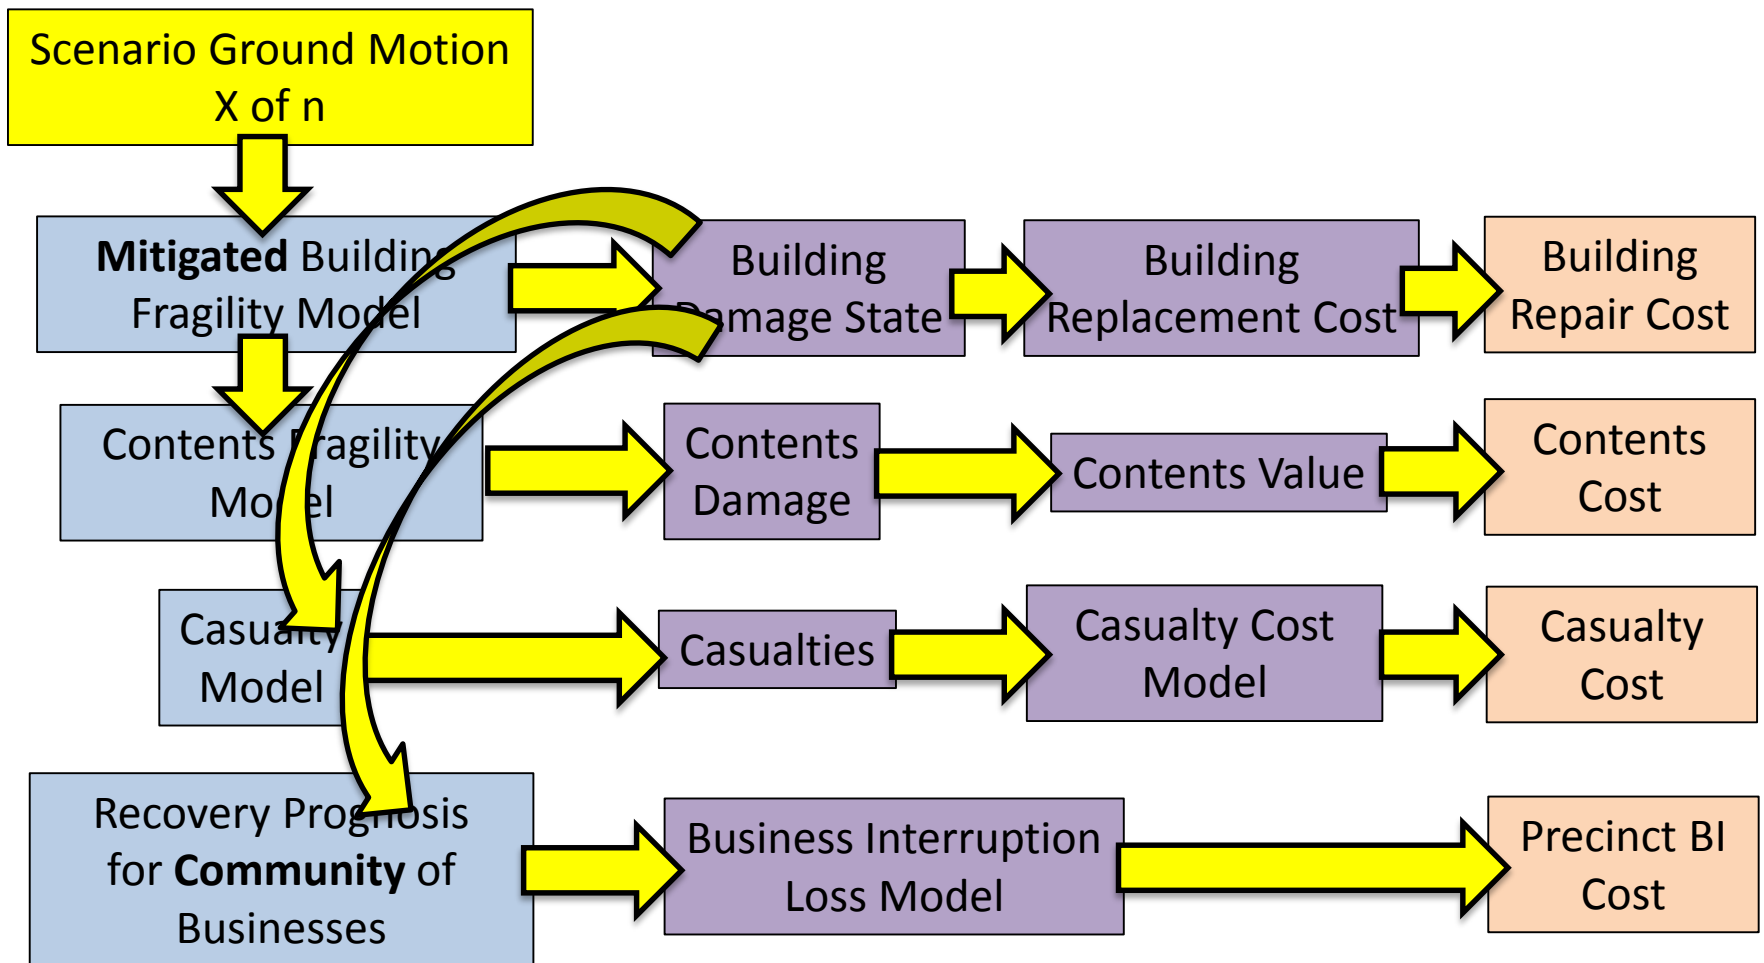 Scenario Ground Motion
X of n
Mitigated Building
Fragility Model
Building
Damage State
Building
Replacement Cost
Building
Repair Cost
Contents Fragility
Model
Contents
Damage
Contents Value
Contents
Cost
Casualty
Model
Casualties
Casualty Cost
Model
Casualty
Cost
Recovery Prognosis
for Community of
Businesses
Business Interruption
Loss Model
Precinct BI
Cost